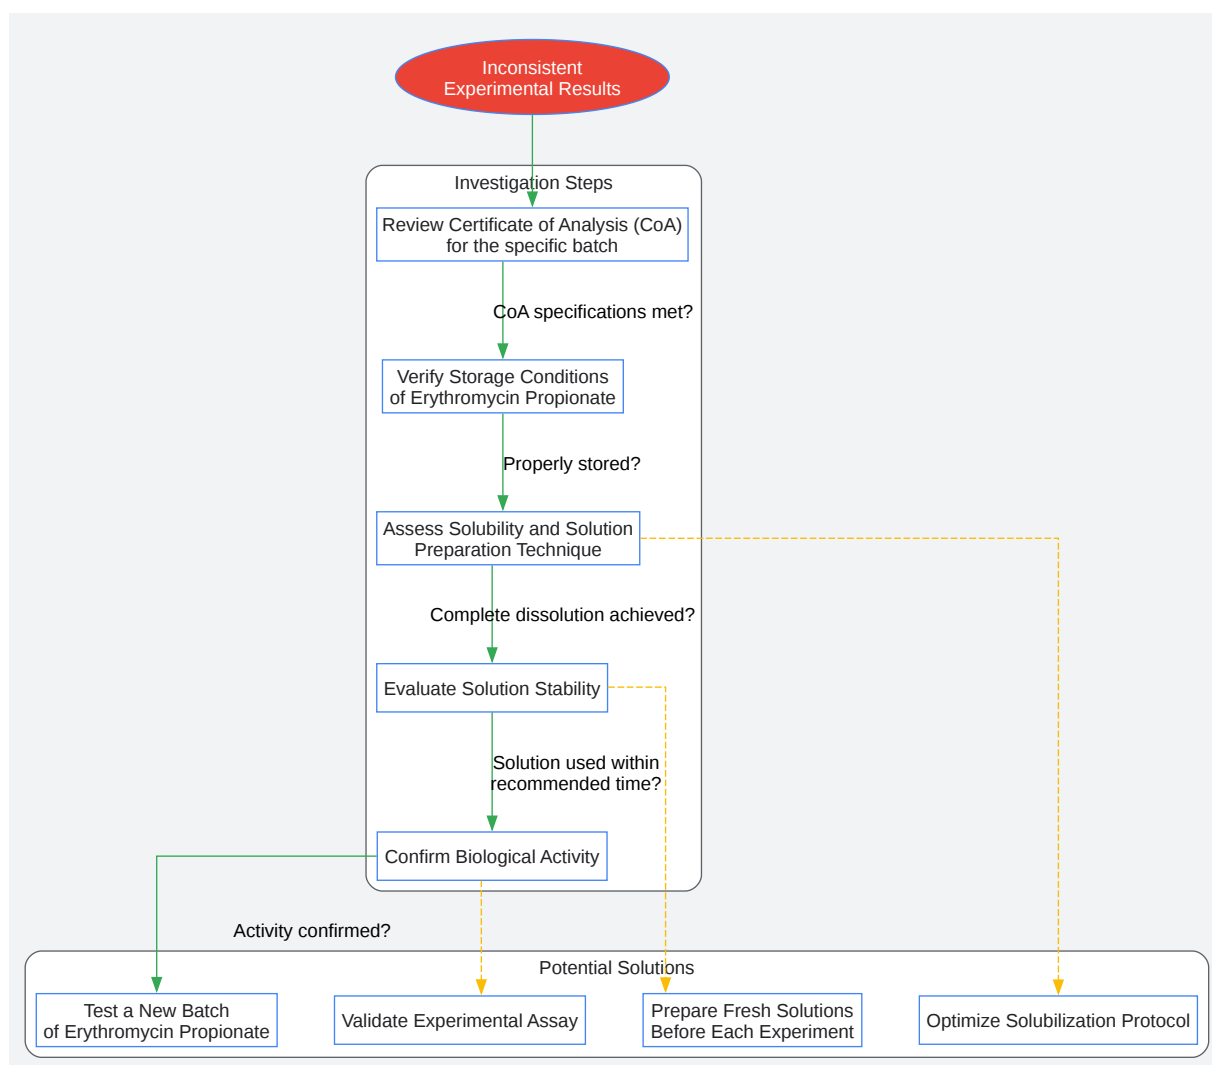 Inconsistent
Experimental Results
Investigation Steps
Review Certificate of Analysis (CoA)
for the specific batch
CoA specifications met?
Verify Storage Conditions
of Erythromycin Propionate
Properly stored?
Assess Solubility and Solution
Preparation Technique
Complete dissolution achieved?
Evaluate Solution Stability
Solution used within
recommended time?
Confirm Biological Activity
Activity confirmed?
Potential Solutions
Test a New Batch
of Erythromycin Propionate
Validate Experimental Assay
Prepare Fresh Solutions
Before Each Experiment
Optimize Solubilization Protocol